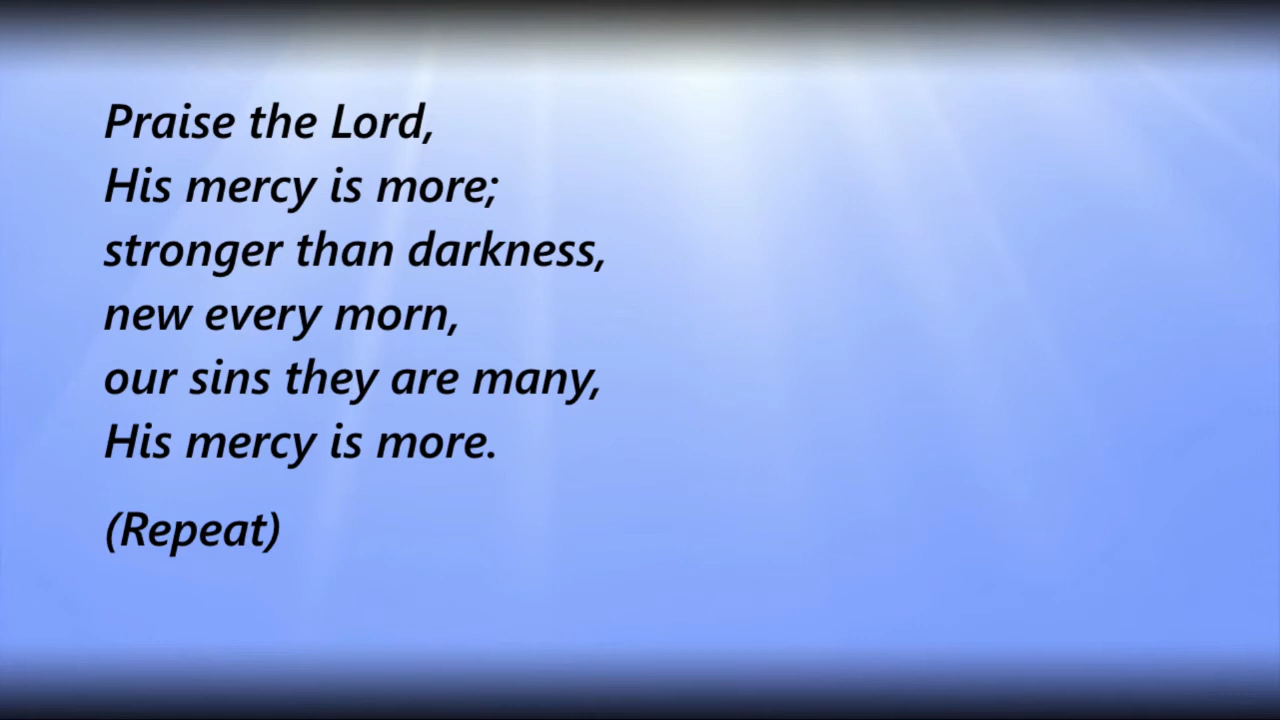 Praise the Lord,
His mercy is more;
stronger than darkness,
new every morn,
our sins they are many,
His mercy is more.
(Repeat)